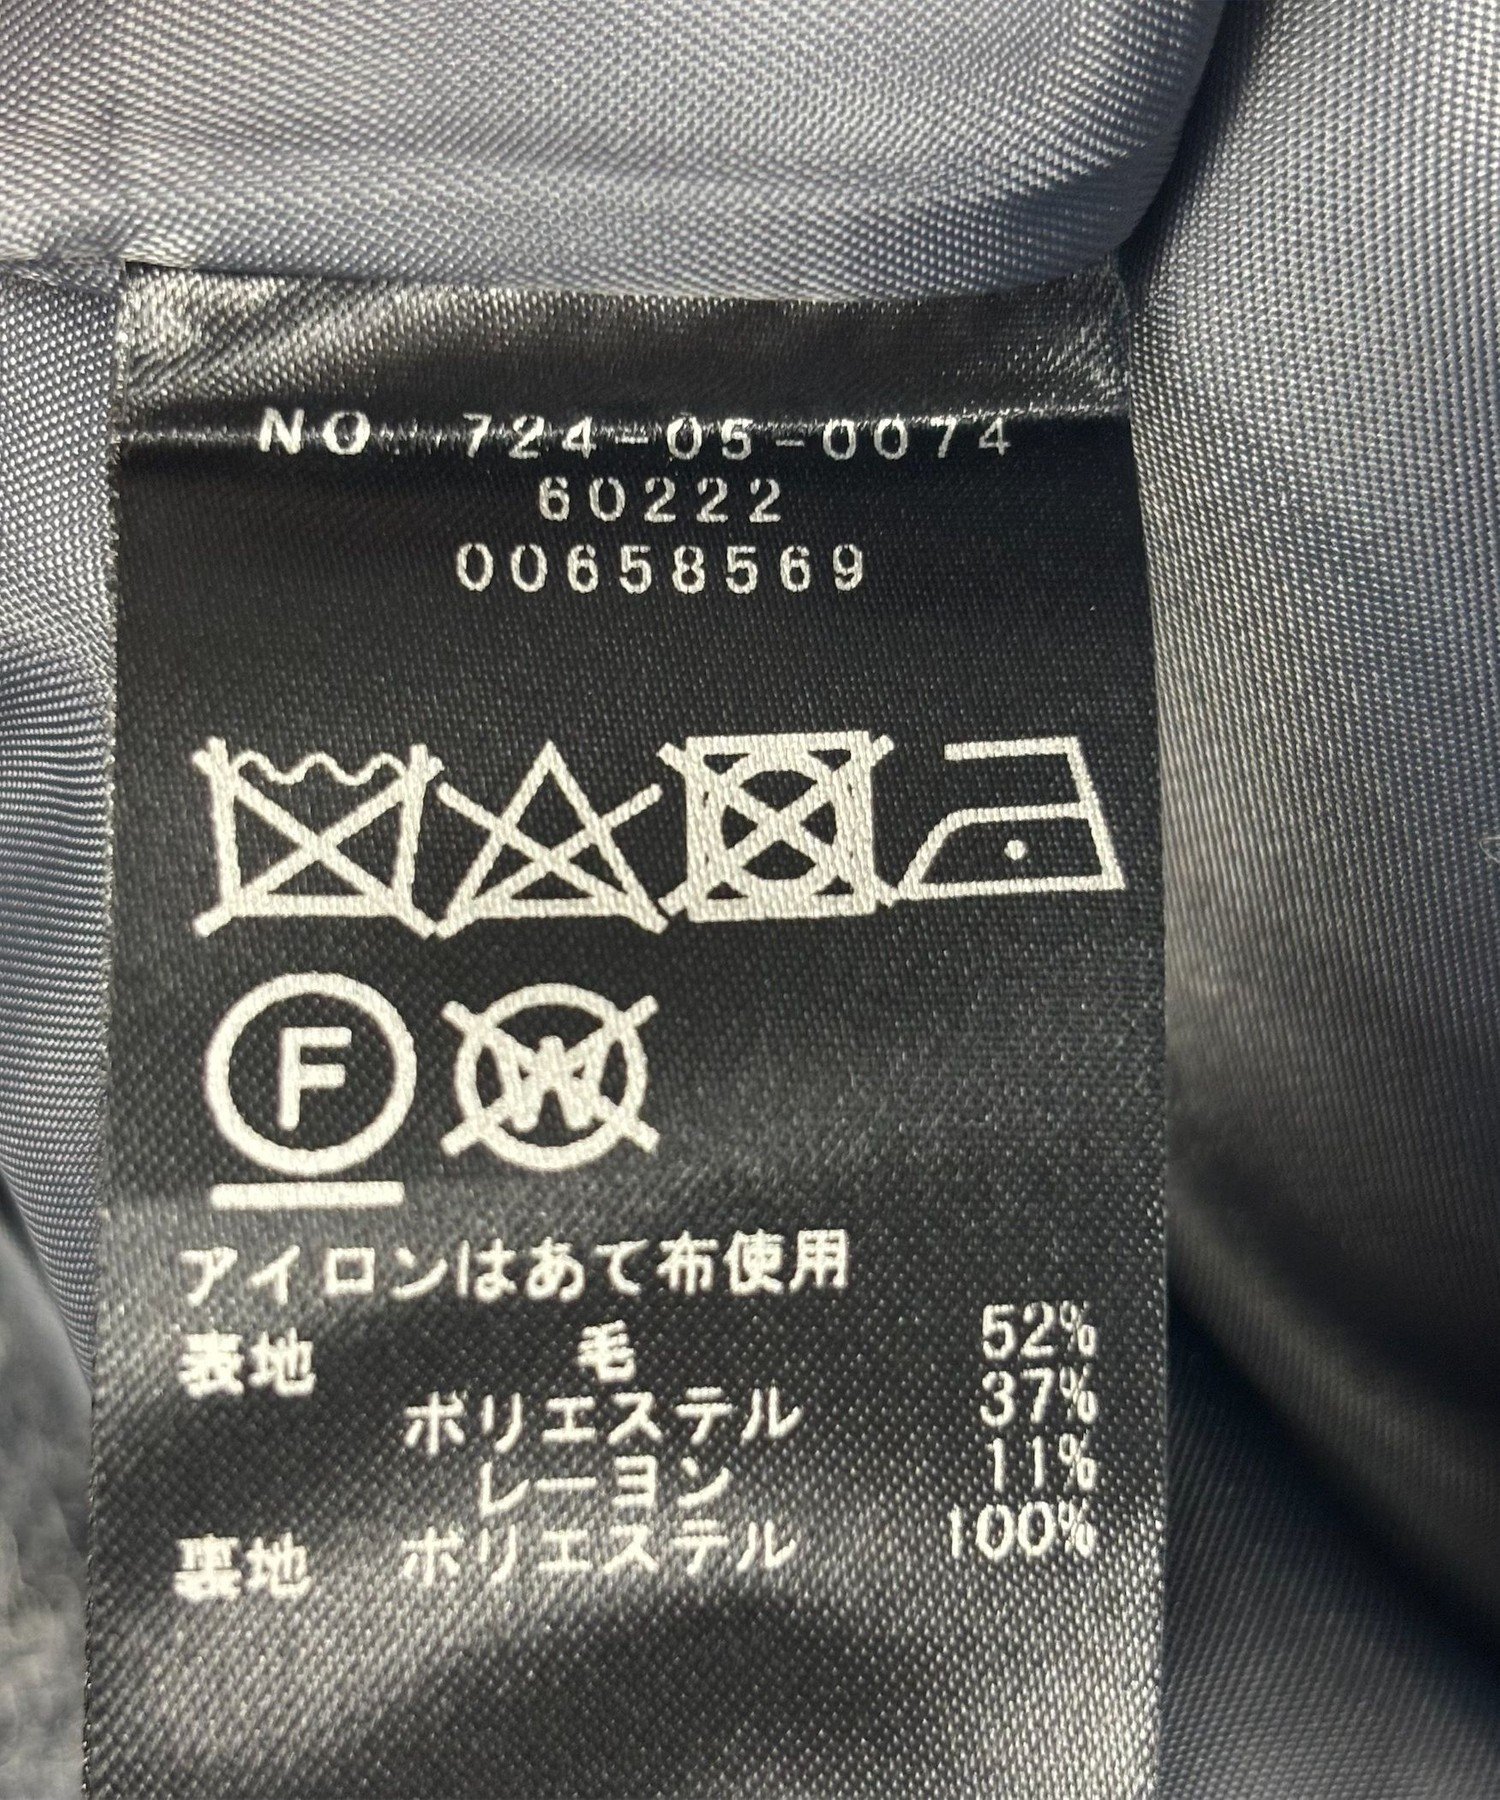 NO. 724-05-0074
60222
00658569
F W
アイロンはあて布使用
表地 毛 52%
ポリエステル 37%
レーヨン 11%
裏地 ポリエステル 100%